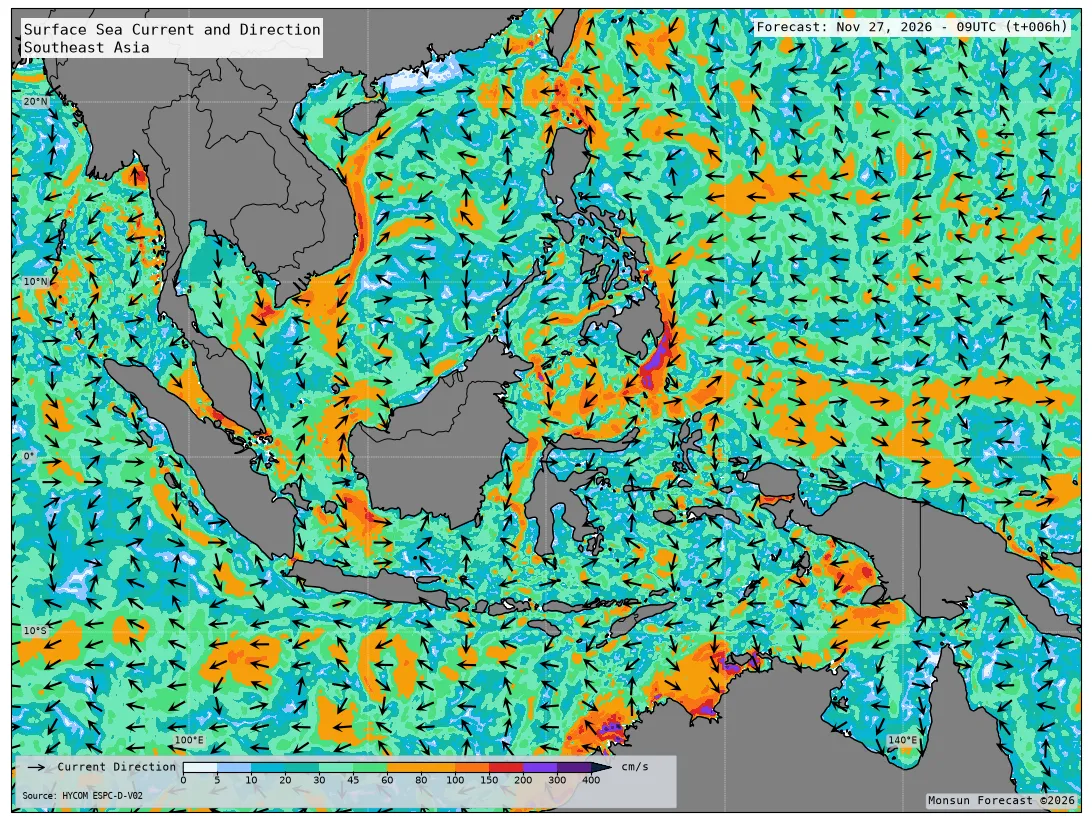 Surface Sea Current and Direction
Southeast Asia
Forecast: Nov 27, 2026 - 09UTC (t+006h)
20°N
10°N
0°
10°S
100°E
140°E
Current Direction
0 5 10 20 30 45 60 80 100 150 200 300 400
cm/s
Source: HYCOM ESPC-D-V02
Monsun Forecast ©2026